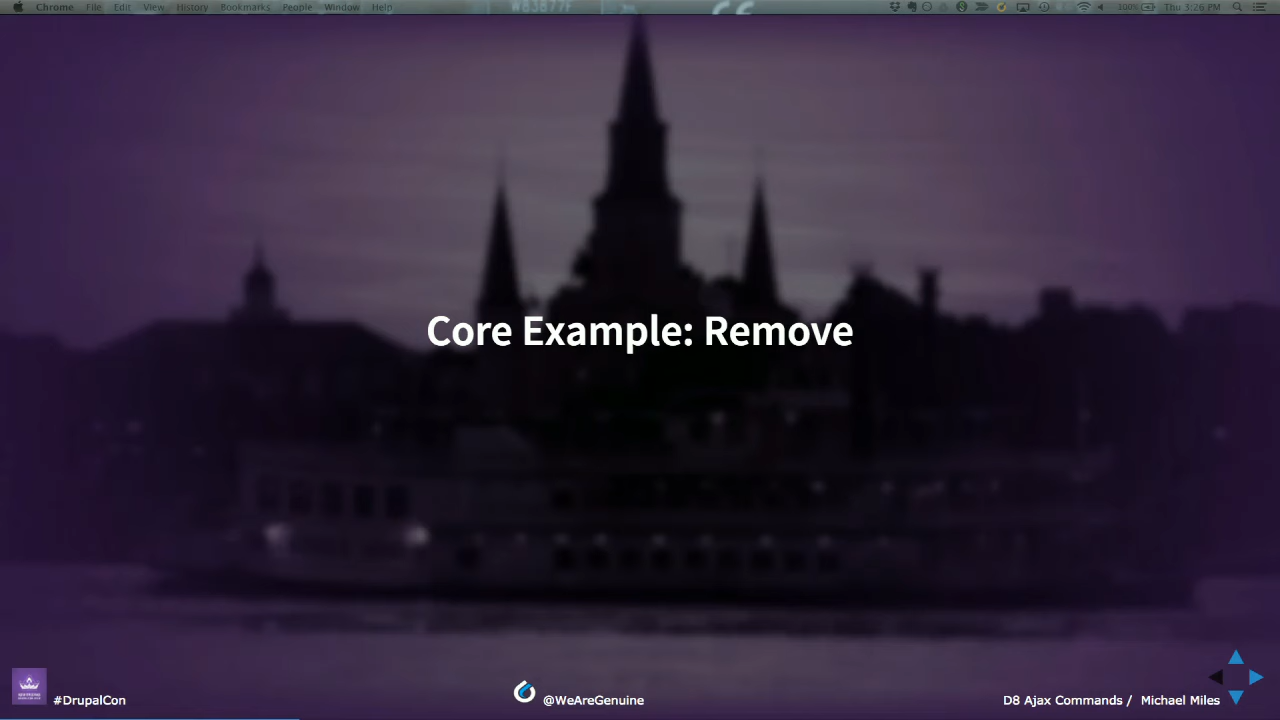 Chrome File Edit View History Bookmarks People Window Help
Thu 3:26 PM
Core Example: Remove
#DrupalCon
@WeAreGenuine
D8 Ajax Commands / Michael Miles